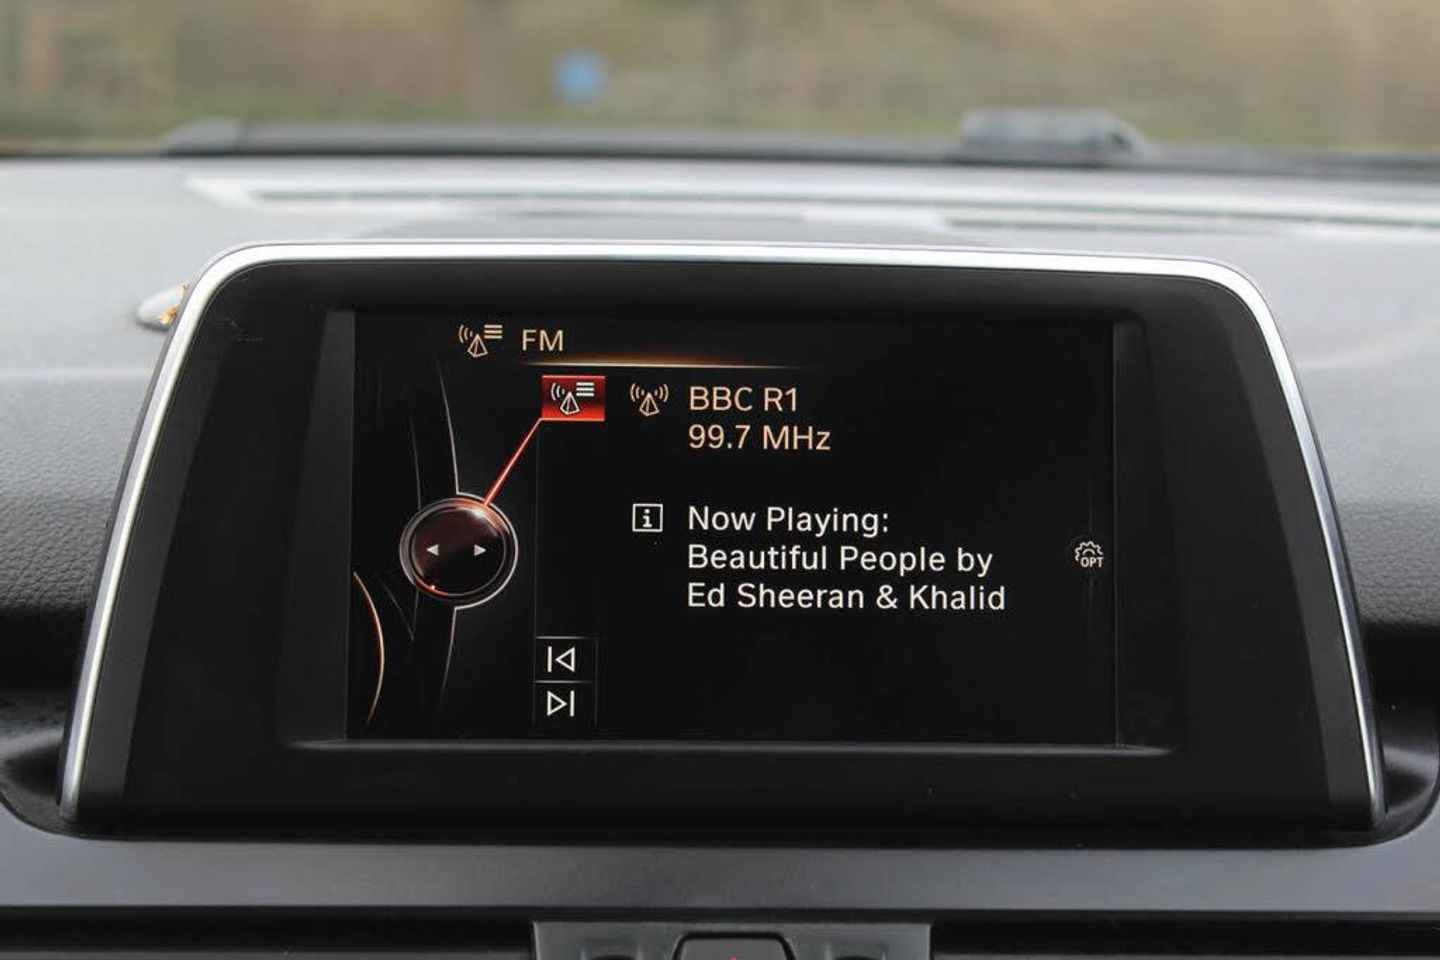 FM
BBC R1
99.7 MHz
Now Playing:
Beautiful People by
Ed Sheeran & Khalid
OPT